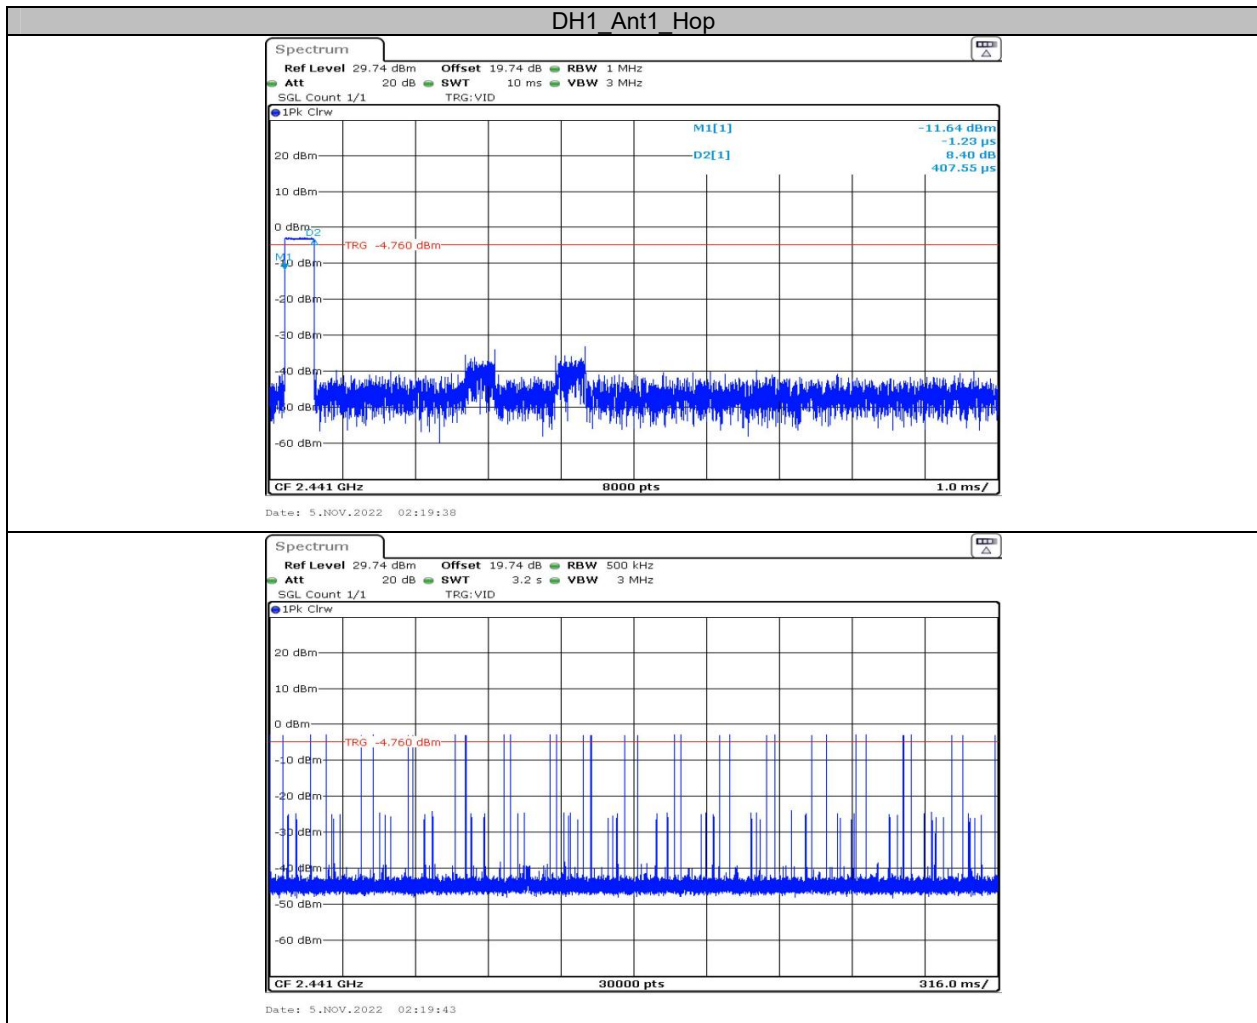 DH1_Ant1_Hop
Spectrum
Ref Level 29.74 dBm Offset 19.74 dB RBW 1 MHz
Att 20 dB SWT 10 ms VBW 3 MHz
SGL Count 1/1 TRG:VID
1Pk Clrw
M1[1] -11.64 dBm
-1.23 µs
20 dBm D2[1] 8.40 dB
407.55 µs
10 dBm
0 dBm
D2
TRG -4.760 dBm
M1
-10 dBm
-20 dBm
-30 dBm
-40 dBm
-50 dBm
-60 dBm
CF 2.441 GHz 8000 pts 1.0 ms/
Date: 5.NOV.2022 02:19:38
Spectrum
Ref Level 29.74 dBm Offset 19.74 dB RBW 500 kHz
Att 20 dB SWT 3.2 s VBW 3 MHz
SGL Count 1/1 TRG:VID
1Pk Clrw
20 dBm
10 dBm
0 dBm
TRG -4.760 dBm
-10 dBm
-20 dBm
-30 dBm
-40 dBm
-50 dBm
-60 dBm
CF 2.441 GHz 30000 pts 316.0 ms/
Date: 5.NOV.2022 02:19:43